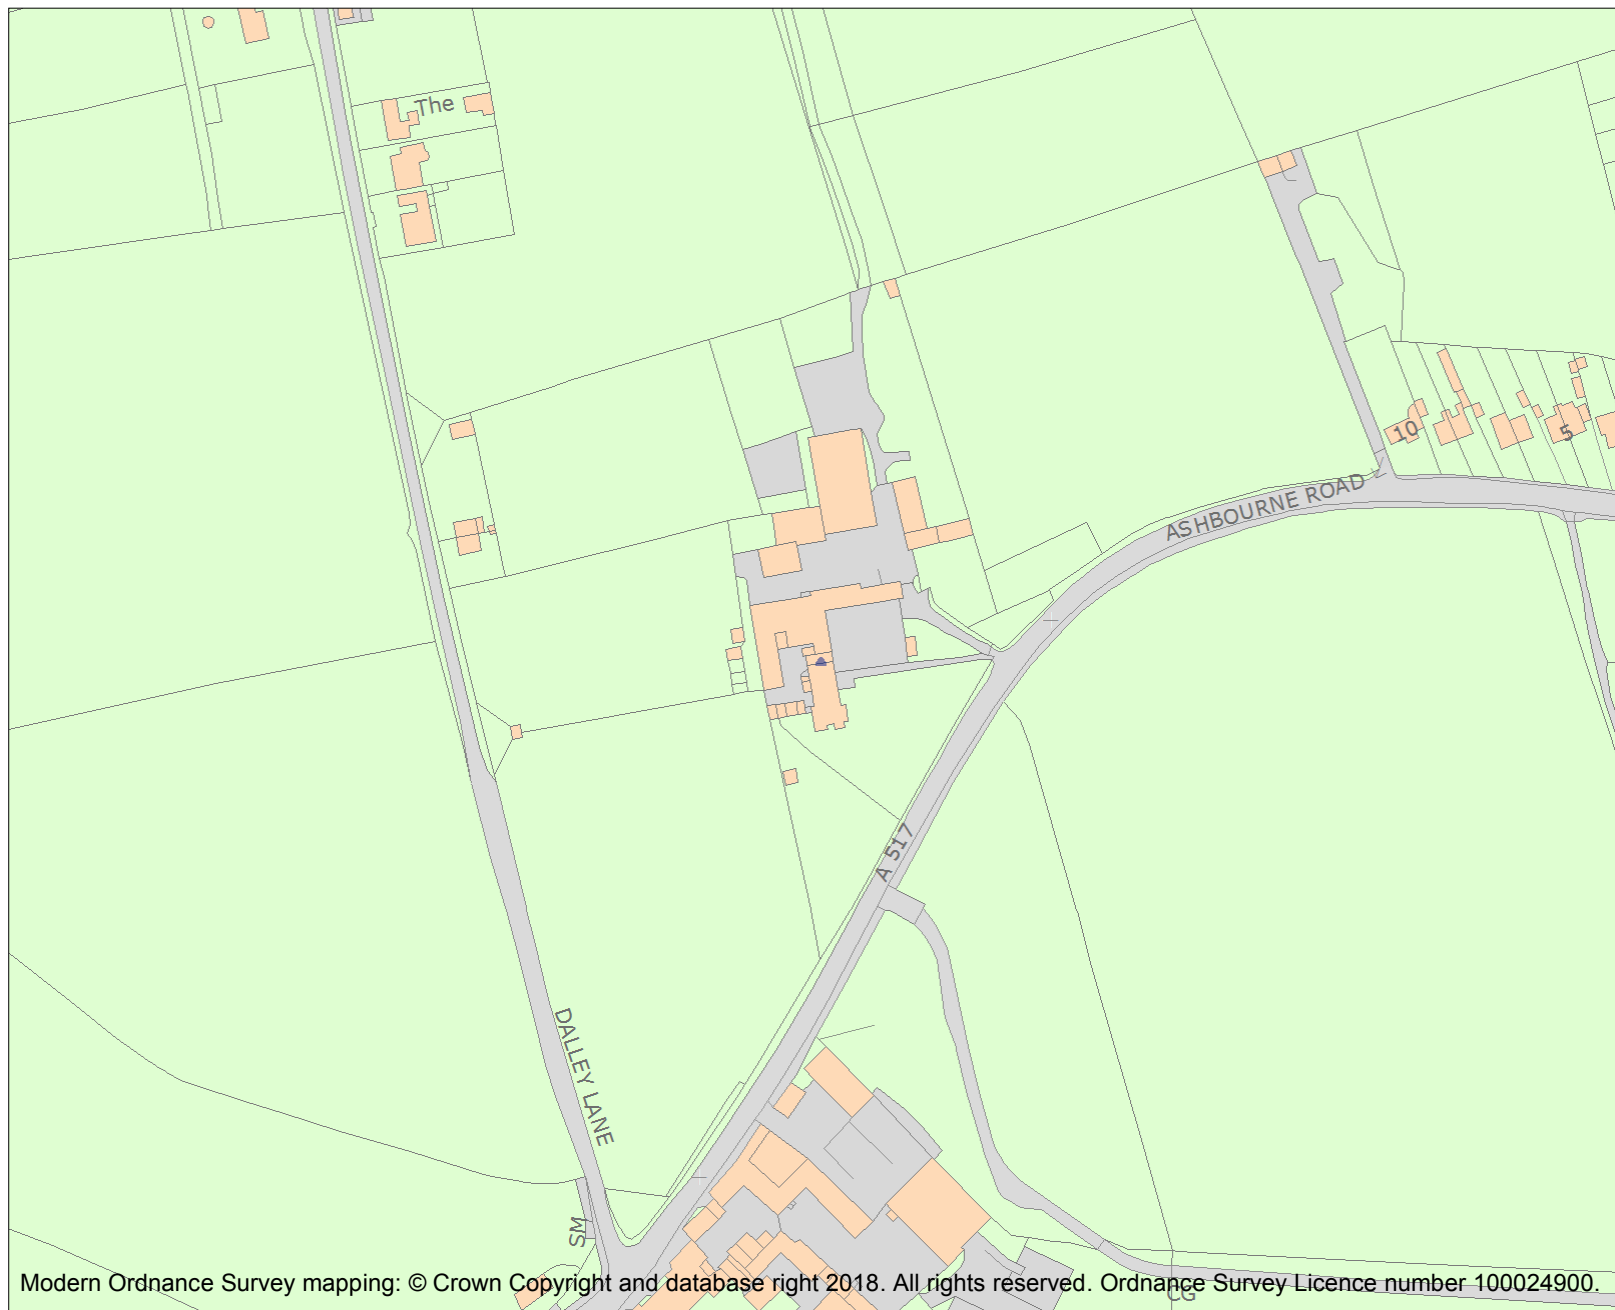 The
10
5
ASHBOURNE ROAD
A 517
DALLEY LANE
SM
CG
Modern Ordnance Survey mapping: © Crown Copyright and database right 2018. All rights reserved. Ordnance Survey Licence number 100024900.